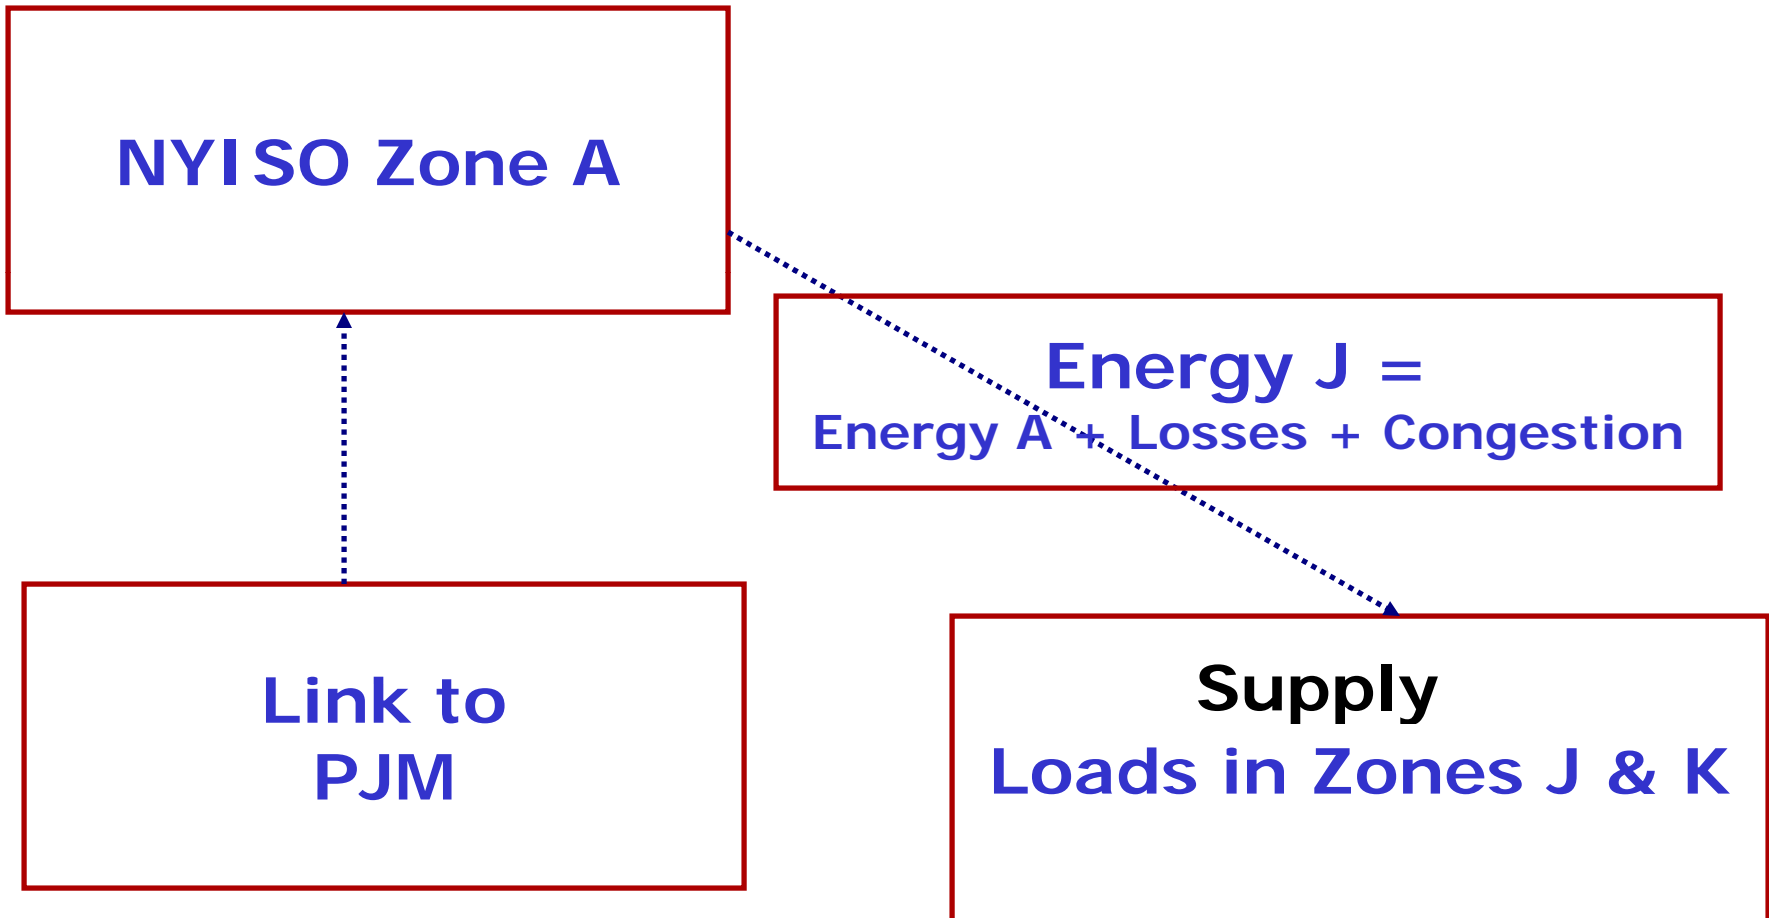 NYISO Zone A
Energy J =
Energy A + Losses + Congestion
Link to
PJM
Supply
Loads in Zones J & K